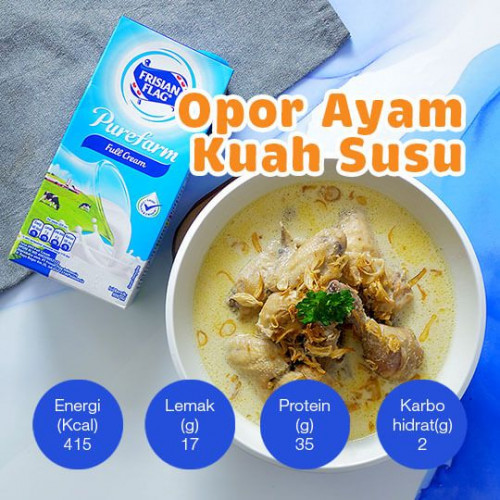 Opor Ayam
Kuah Susu
FRISIAN
FLAG
Purefarm
Full Cream
Energi
(Kcal)
415
Lemak
(g)
17
Protein
(g)
35
Karbo
hidrat(g)
2